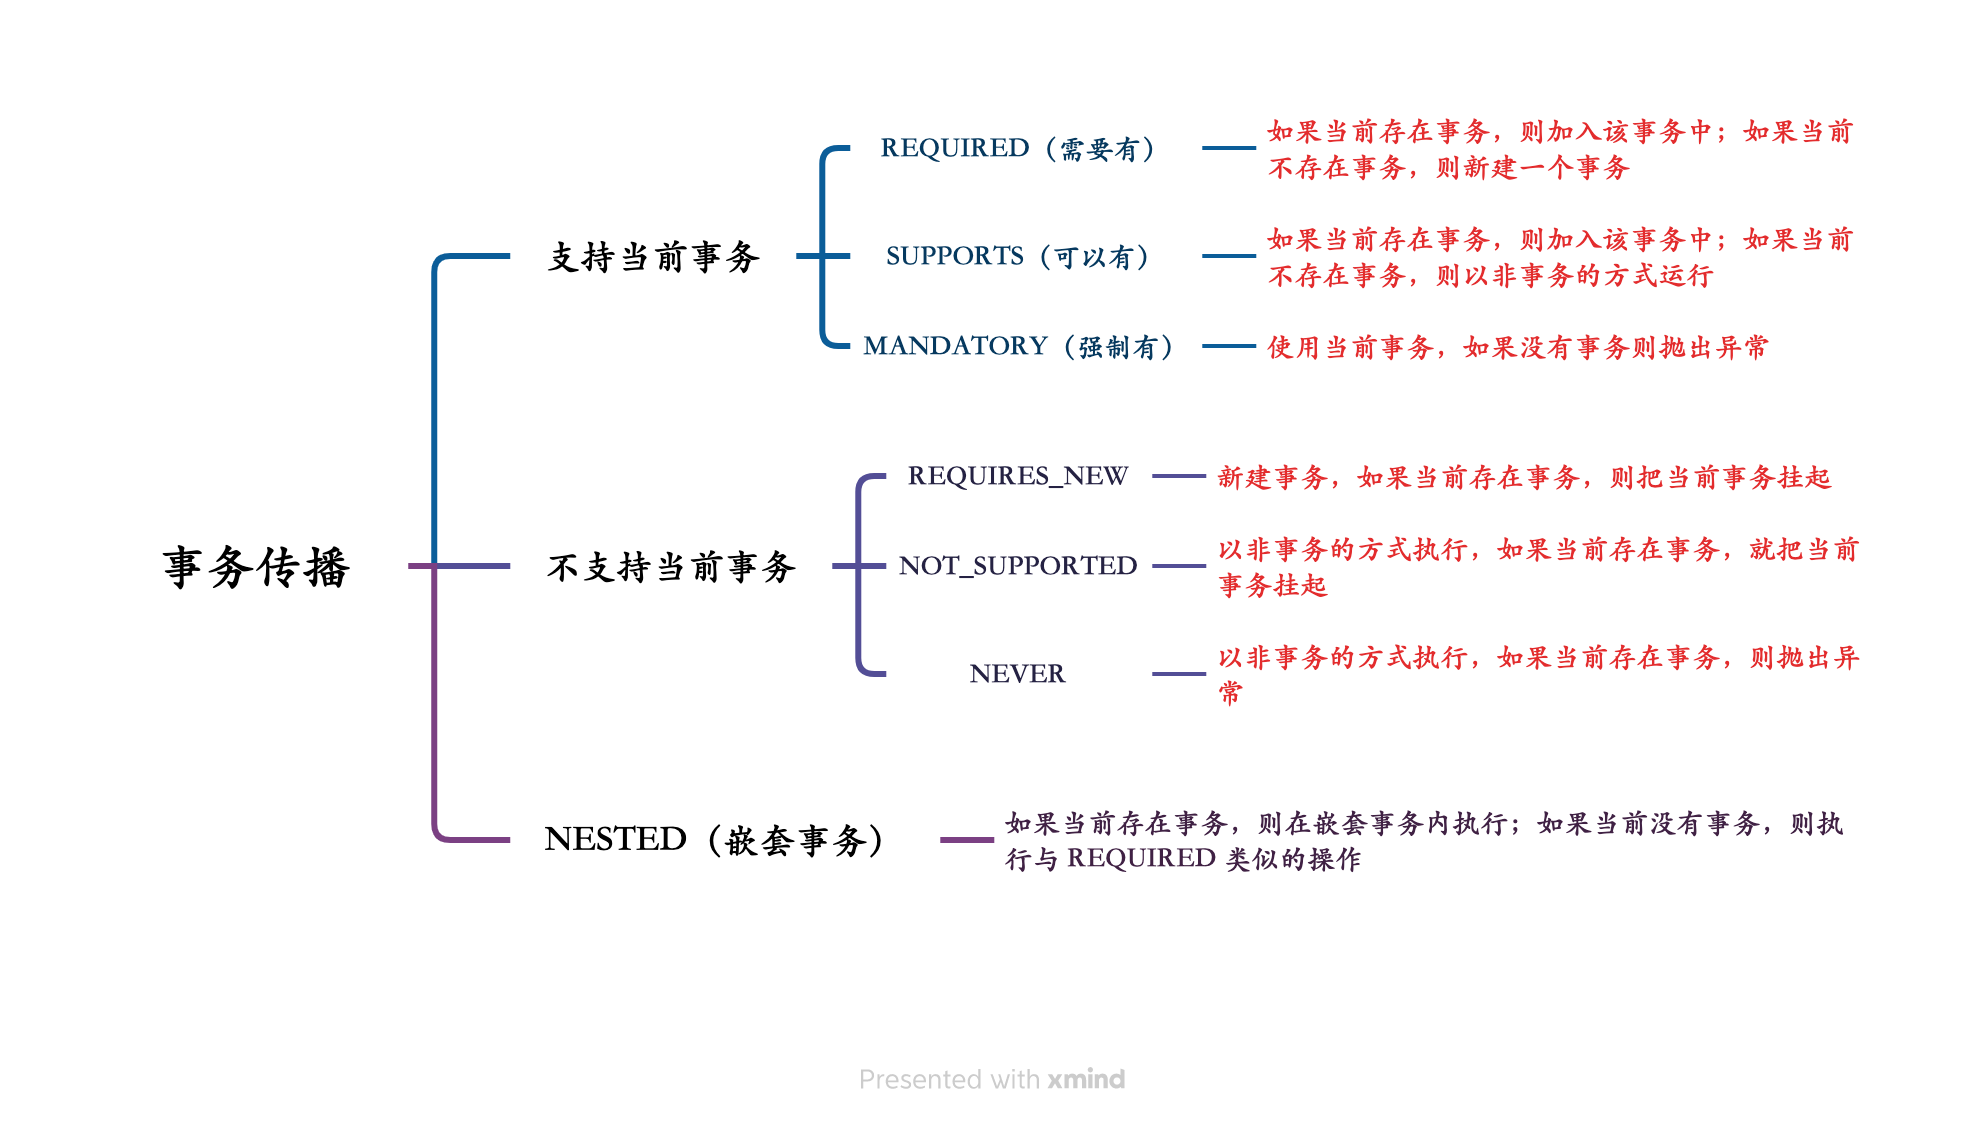 事务传播
支持当前事务
REQUIRED（需要有）
如果当前存在事务，则加入该事务中；如果当前
不存在事务，则新建一个事务
SUPPORTS（可以有）
如果当前存在事务，则加入该事务中；如果当前
不存在事务，则以非事务的方式运行
MANDATORY（强制有）
使用当前事务，如果没有事务则抛出异常
不支持当前事务
REQUIRES_NEW
新建事务，如果当前存在事务，则把当前事务挂起
NOT_SUPPORTED
以非事务的方式执行，如果当前存在事务，就把当前
事务挂起
NEVER
以非事务的方式执行，如果当前存在事务，则抛出异
常
NESTED（嵌套事务）
如果当前存在事务，则在嵌套事务内执行；如果当前没有事务，则执
行与 REQUIRED 类似的操作
Presented with xmind